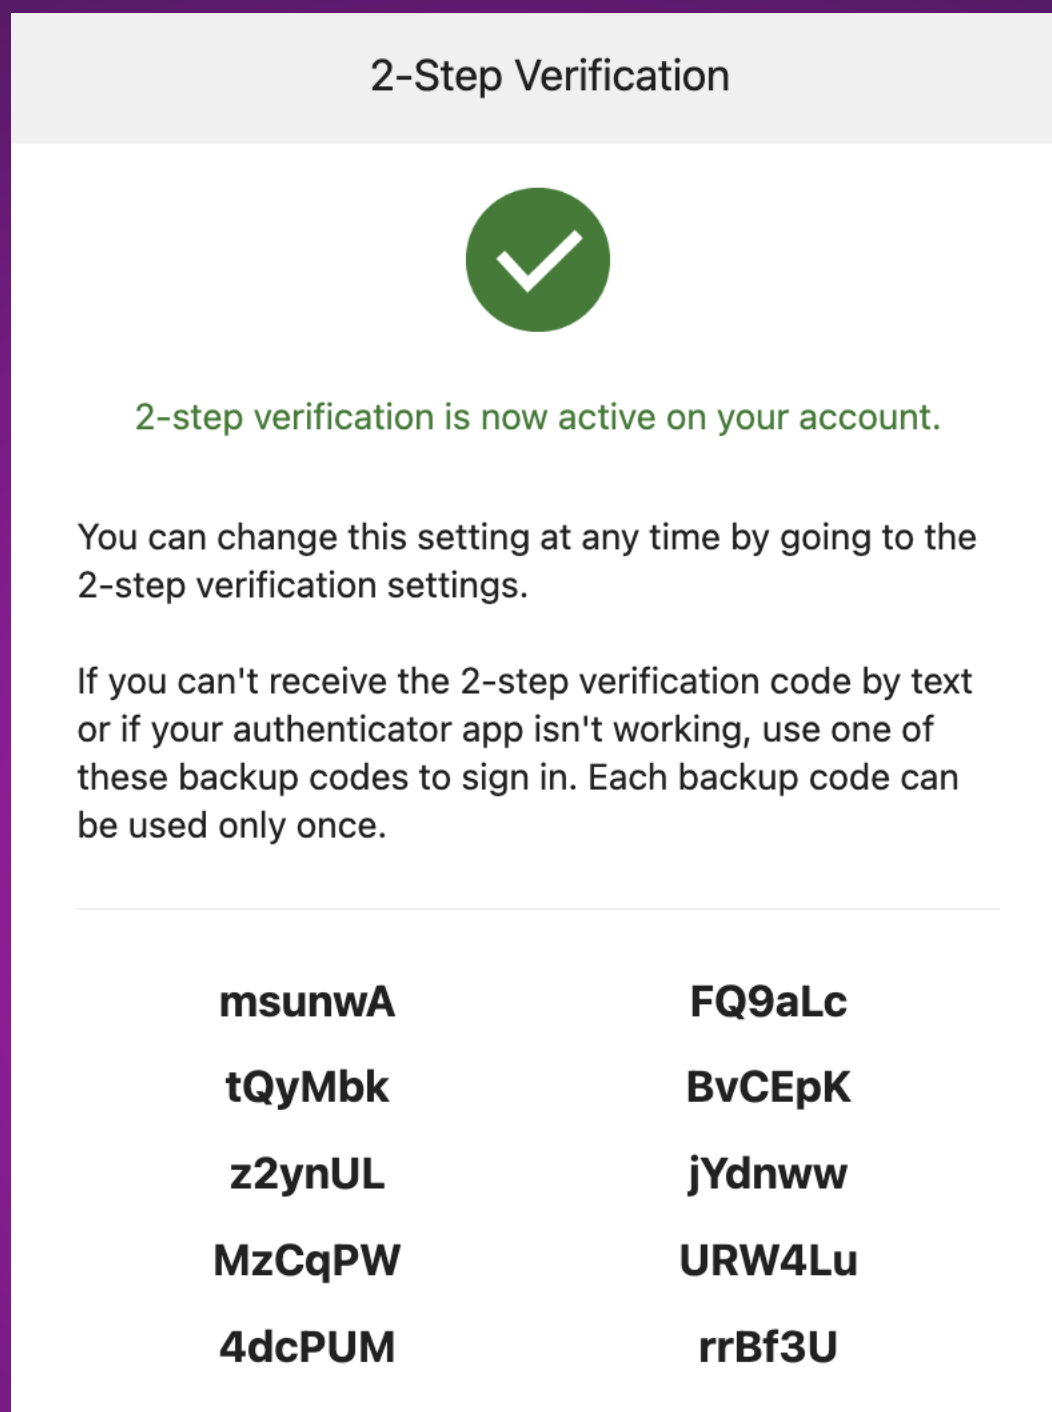 2-Step Verification
2-step verification is now active on your account.
You can change this setting at any time by going to the
2-step verification settings.
If you can't receive the 2-step verification code by text
or if your authenticator app isn't working, use one of
these backup codes to sign in. Each backup code can
be used only once.
msunwA FQ9aLc
tQyMbk BvCEpK
z2ynUL jYdnww
MzCqPW URW4Lu
4dcPUM rrBf3U